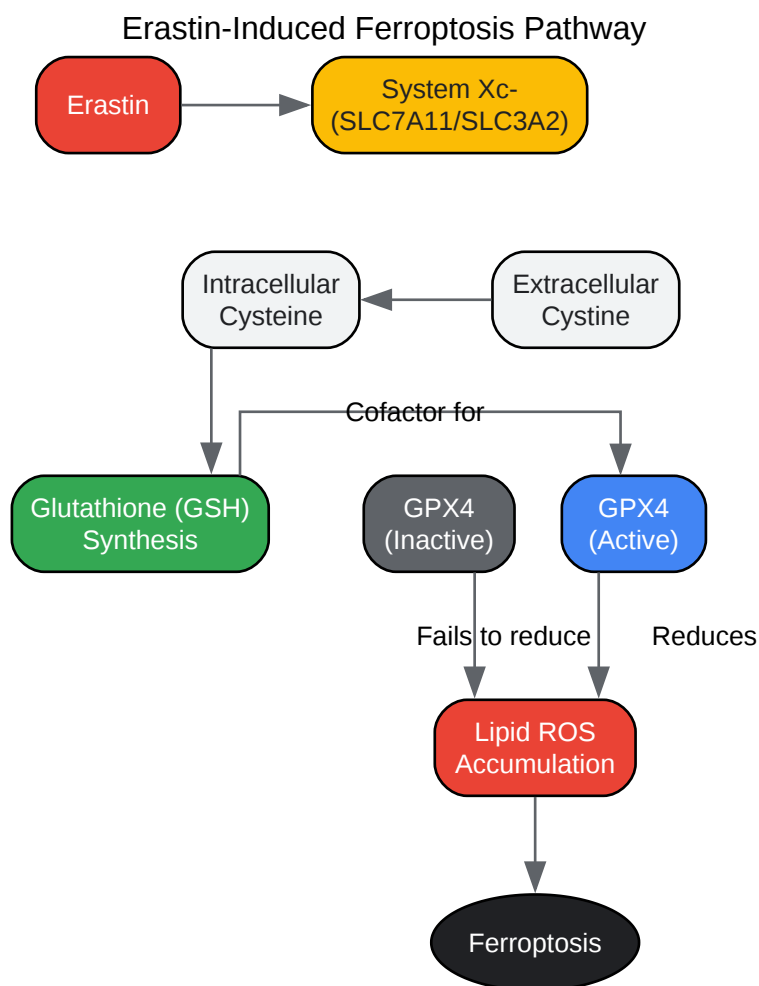 Erastin-Induced Ferroptosis Pathway
Erastin
System Xc-
(SLC7A11/SLC3A2)
Intracellular
Cysteine
Extracellular
Cystine
Cofactor for
Glutathione (GSH)
Synthesis
GPX4
(Inactive)
GPX4
(Active)
Fails to reduce
Reduces
Lipid ROS
Accumulation
Ferroptosis